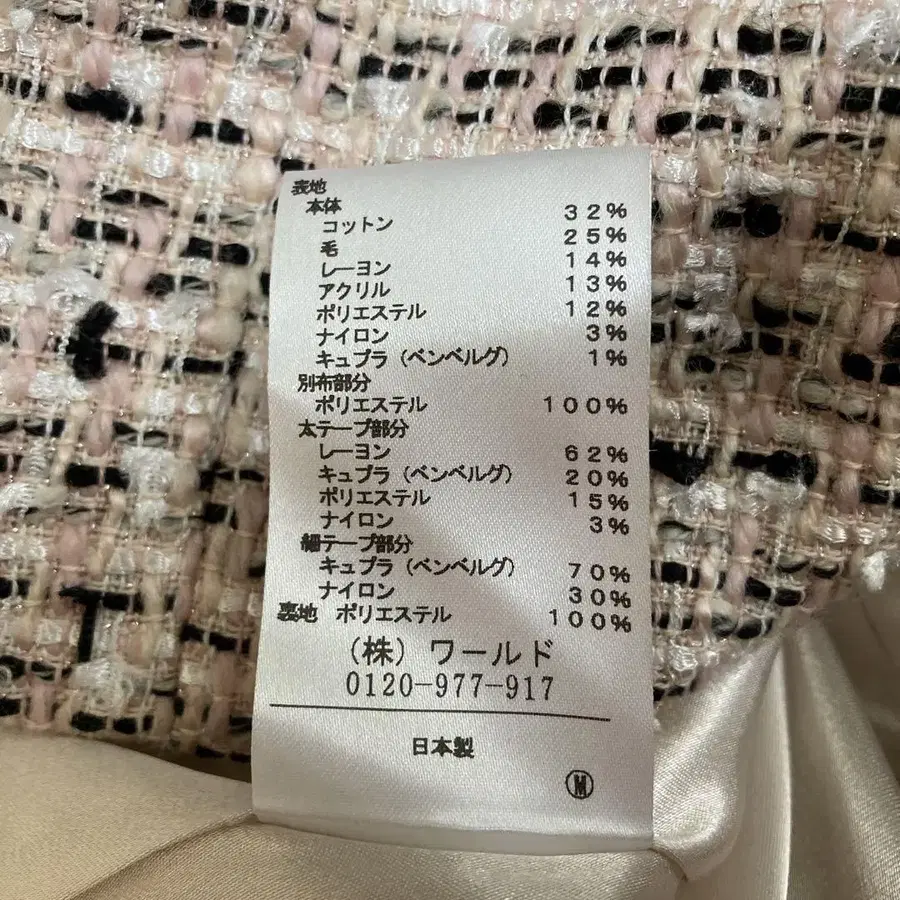 表地
本体
コットン 32%
毛 25%
レーヨン 14%
アクリル 13%
ポリエステル 12%
ナイロン 3%
キュプラ（ベンベルグ） 1%
別布部分
ポリエステル 100%
太テープ部分
レーヨン 62%
キュプラ（ベンベルグ） 20%
ポリエステル 15%
ナイロン 3%
細テープ部分
キュプラ（ベンベルグ） 70%
ナイロン 30%
裏地 ポリエステル 100%
（株）ワールド
0120-977-917
日本製
Ⓜ